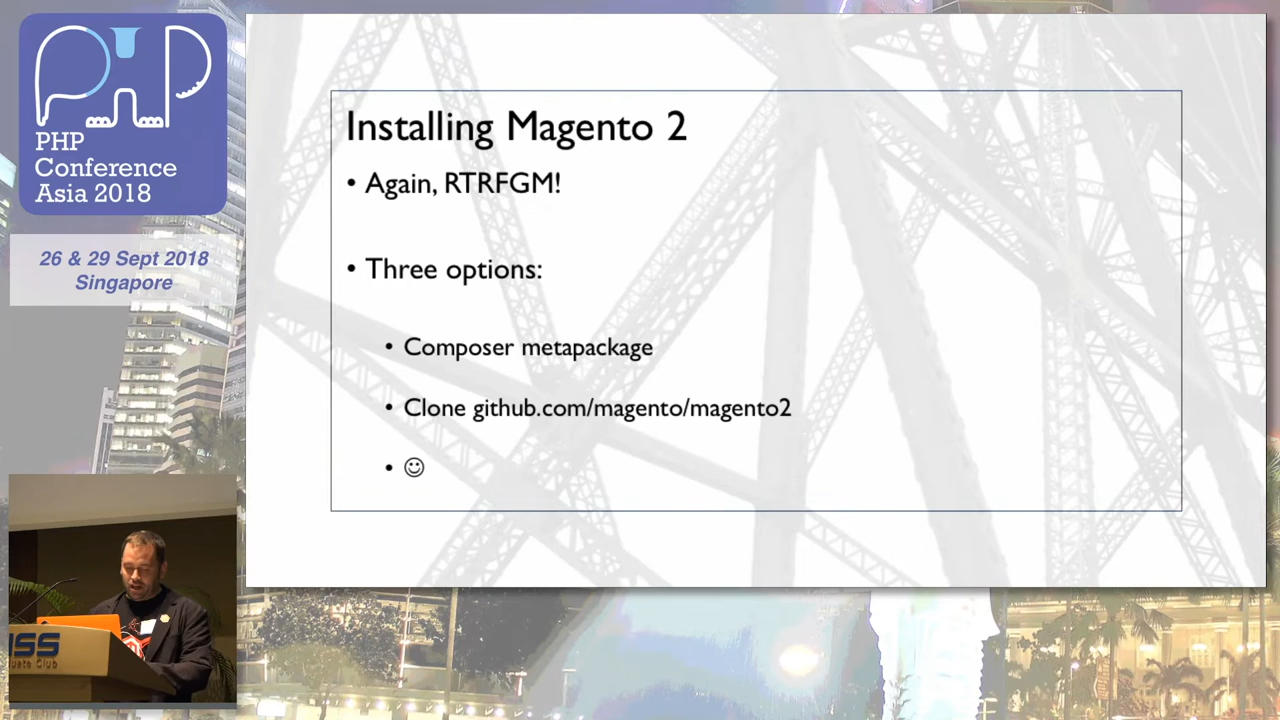 PHP
Conference
Asia 2018
26 & 29 Sept 2018
Singapore
Installing Magento 2
• Again, RTRFGM!
• Three options:
• Composer metapackage
• Clone github.com/magento/magento2
• ☺